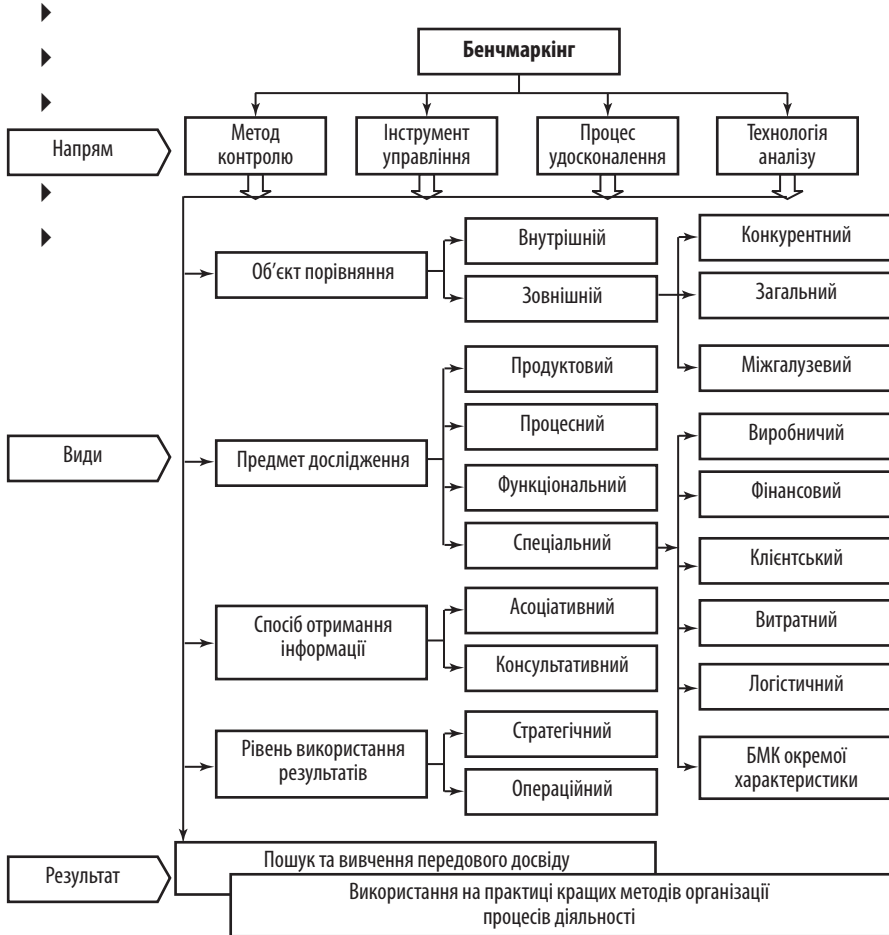 Бенчмаркінг
Напрям
Метод
контролю
Інструмент
управління
Процес
удосконалення
Технологія
аналізу
Види
Об’єкт порівняння
Внутрішній
Зовнішній
Конкурентний
Загальний
Міжгалузевий
Предмет дослідження
Продуктовий
Процесний
Функціональний
Спеціальний
Виробничий
Фінансовий
Клієнтський
Витратний
Логістичний
БМК окремої
характеристики
Спосіб отримання
інформації
Асоціативний
Консультативний
Рівень використання
результатів
Стратегічний
Операційний
Результат
Пошук та вивчення передового досвіду
Використання на практиці кращих методів організації
процесів діяльності